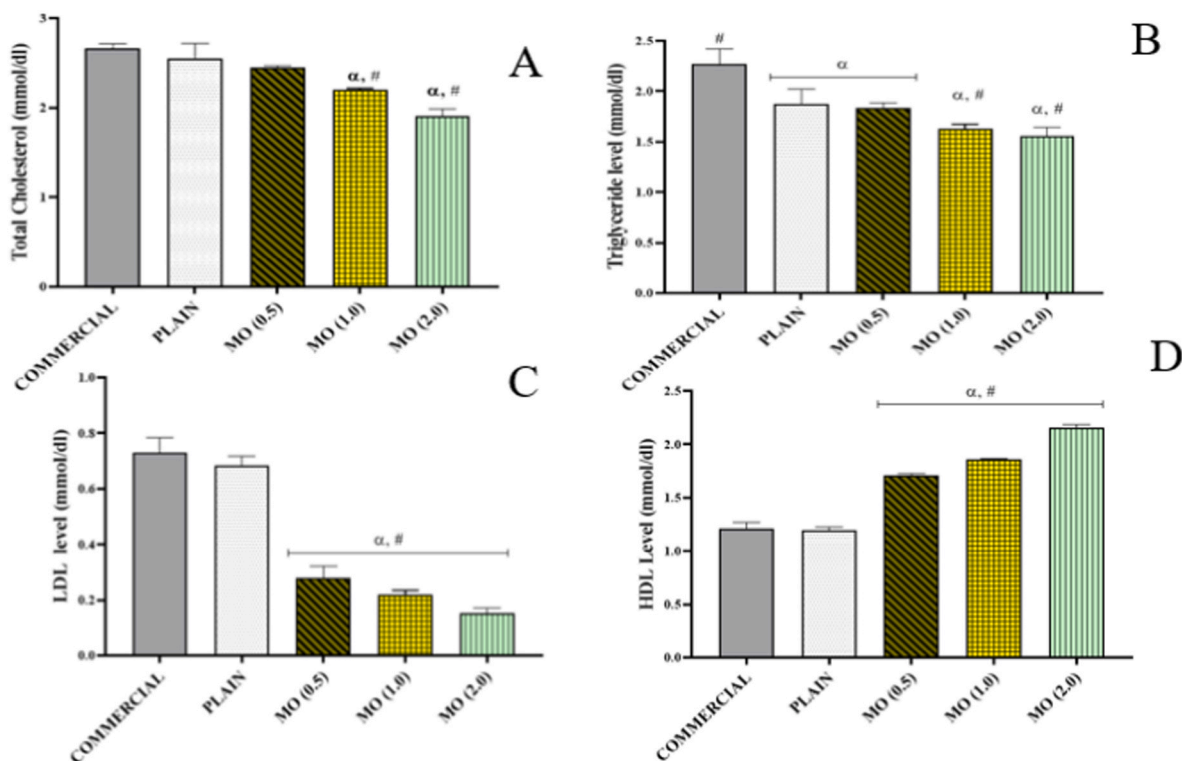 A
Total Cholesterol (mmol/dl)
3
2
1
0
α, #
α, #
COMMERCIAL
PLAIN
MO (0.5)
MO (1.0)
MO (2.0)
B
Triglyceride level (mmol/dl)
2.5
2.0
1.5
1.0
0.5
0.0
#
α
α, #
α, #
COMMERCIAL
PLAIN
MO (0.5)
MO (1.0)
MO (2.0)
C
LDL level (mmol/dl)
1.0
0.8
0.6
0.4
0.2
0.0
α, #
COMMERCIAL
PLAIN
MO (0.5)
MO (1.0)
MO (2.0)
D
HDL Level (mmol/dl)
2.5
2.0
1.5
1.0
0.5
0.0
α, #
COMMERCIAL
PLAIN
MO (0.5)
MO (1.0)
MO (2.0)